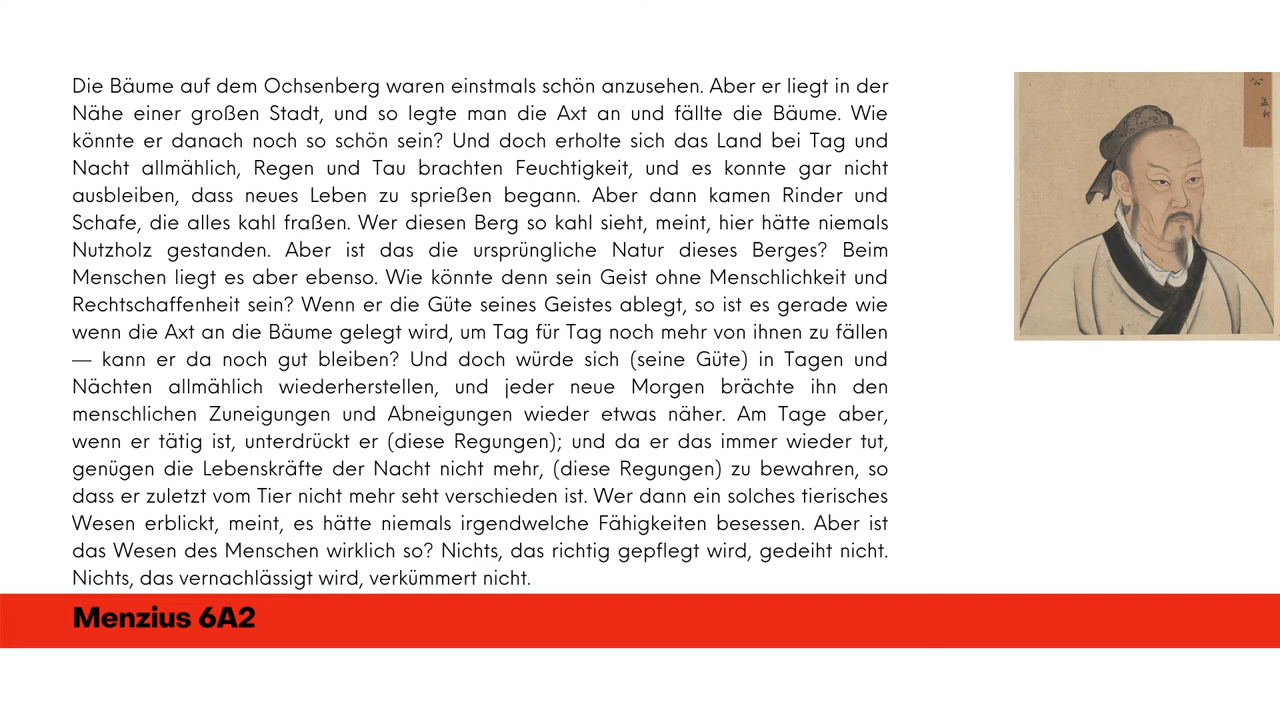 Die Bäume auf dem Ochsenberg waren einstmals schön anzusehen. Aber er liegt in der
Nähe einer großen Stadt, und so legte man die Axt an und fällte die Bäume. Wie
könnte er danach noch so schön sein? Und doch erholte sich das Land bei Tag und
Nacht allmählich, Regen und Tau brachten Feuchtigkeit, und es konnte gar nicht
ausbleiben, dass neues Leben zu sprießen begann. Aber dann kamen Rinder und
Schafe, die alles kahl fraßen. Wer diesen Berg so kahl sieht, meint, hier hätte niemals
Nutzholz gestanden. Aber ist das die ursprüngliche Natur dieses Berges? Beim
Menschen liegt es aber ebenso. Wie könnte denn sein Geist ohne Menschlichkeit und
Rechtschaffenheit sein? Wenn er die Güte seines Geistes ablegt, so ist es gerade wie
wenn die Axt an die Bäume gelegt wird, um Tag für Tag noch mehr von ihnen zu fällen
— kann er da noch gut bleiben? Und doch würde sich (seine Güte) in Tagen und
Nächten allmählich wiederherstellen, und jeder neue Morgen brächte ihn den
menschlichen Zuneigungen und Abneigungen wieder etwas näher. Am Tage aber,
wenn er tätig ist, unterdrückt er (diese Regungen); und da er das immer wieder tut,
genügen die Lebenskräfte der Nacht nicht mehr, (diese Regungen) zu bewahren, so
dass er zuletzt vom Tier nicht mehr seht verschieden ist. Wer dann ein solches tierisches
Wesen erblickt, meint, es hätte niemals irgendwelche Fähigkeiten besessen. Aber ist
das Wesen des Menschen wirklich so? Nichts, das richtig gepflegt wird, gedeiht nicht.
Nichts, das vernachlässigt wird, verkümmert nicht.
Menzius 6A2